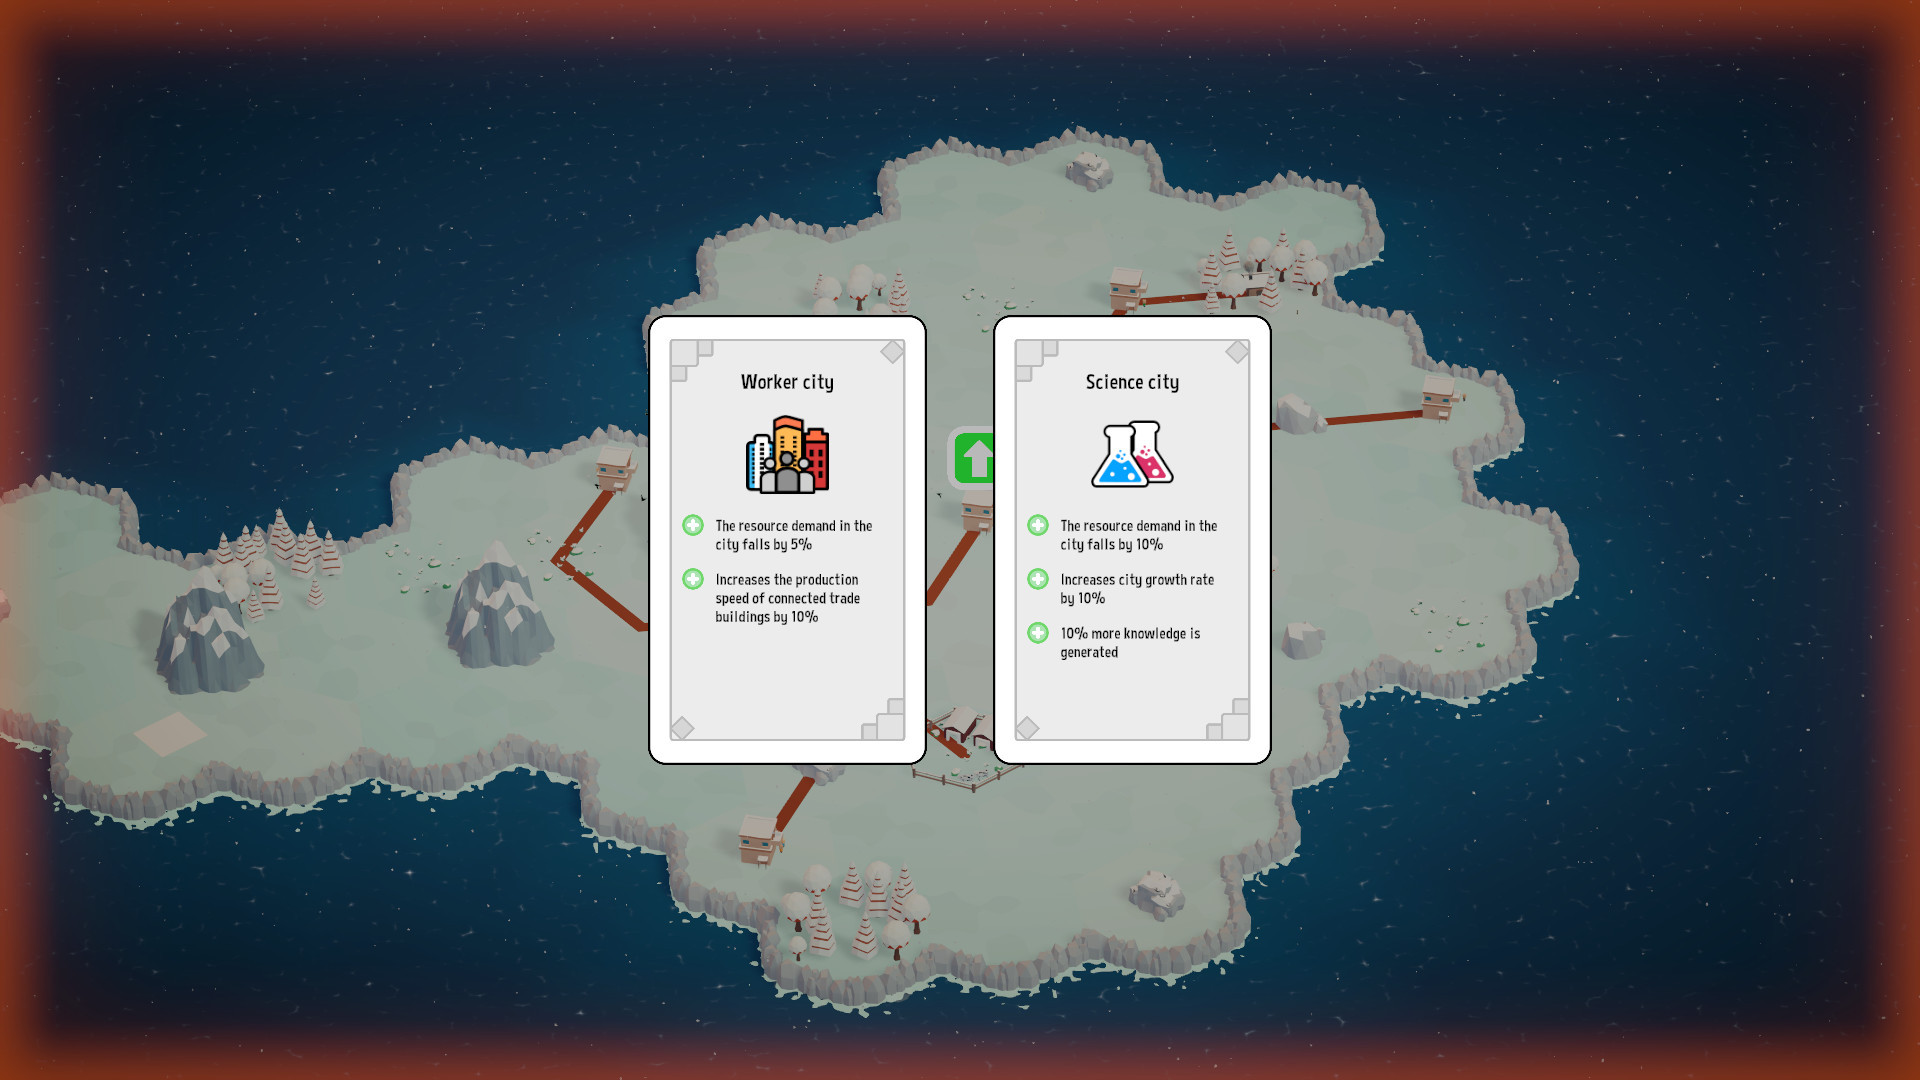 Worker city
The resource demand in the
city falls by 5%
Increases the production
speed of connected trade
buildings by 10%
Science city
The resource demand in the
city falls by 10%
Increases city growth rate
by 10%
10% more knowledge is
generated